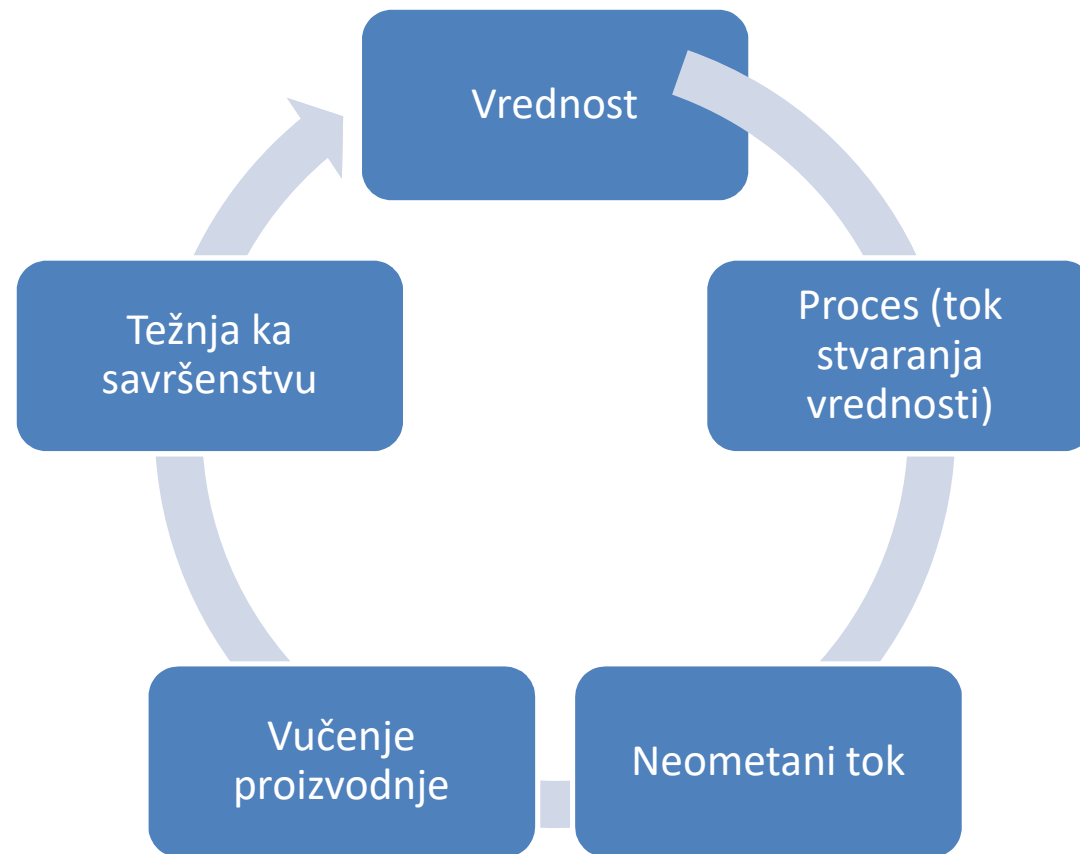 Vrednost
Proces (tok
stvaranja
vrednosti)
Neometani tok
Vučenje
proizvodnje
Težnja ka
savršenstvu